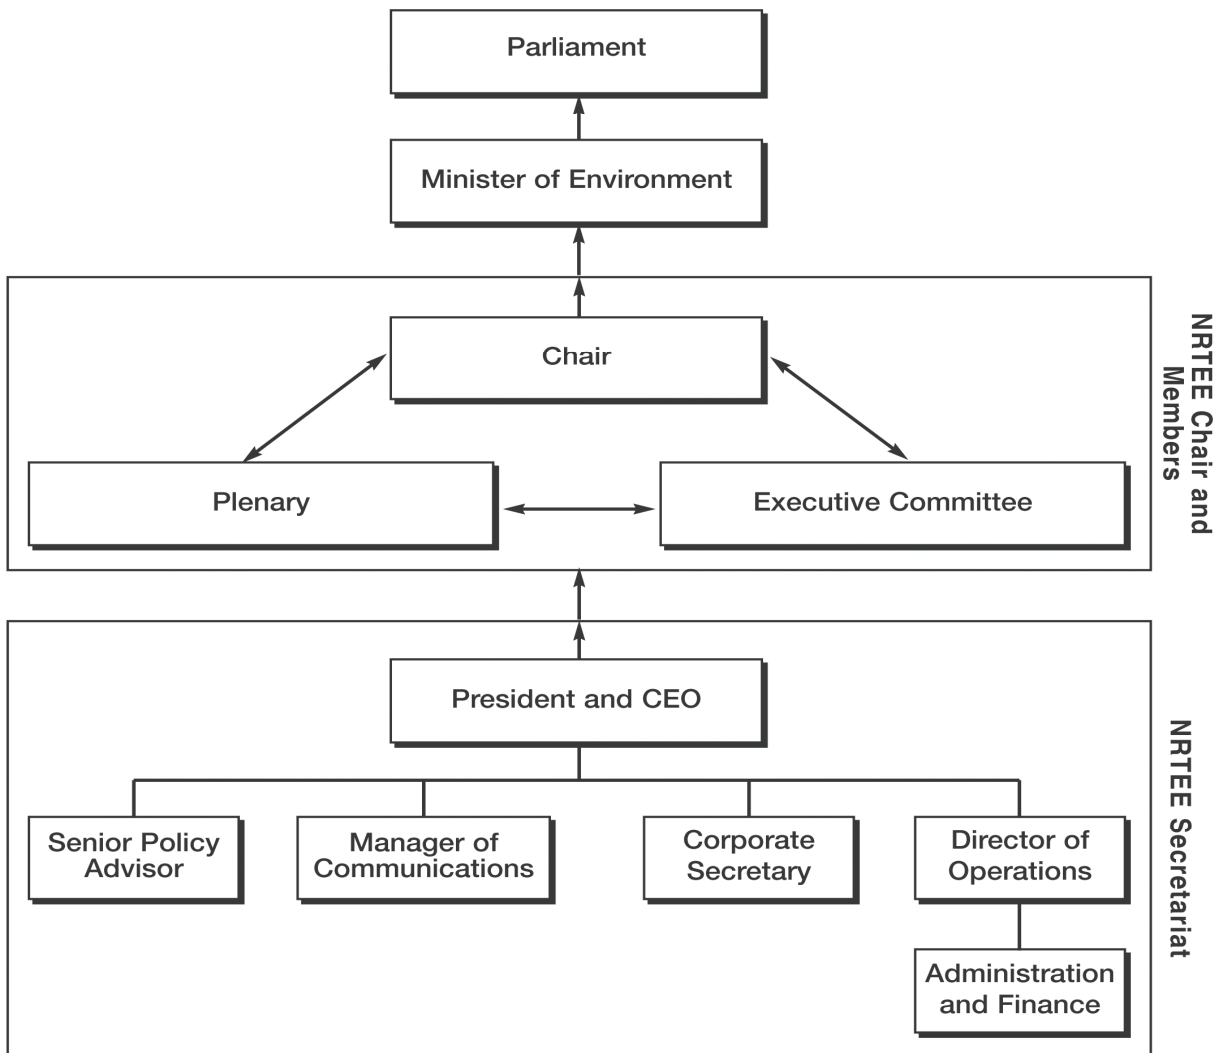 Parliament
Minister of Environment
Chair
Plenary
Executive Committee
NRTEE Chair and
Members
President and CEO
Senior Policy
Advisor
Manager of
Communications
Corporate
Secretary
Director of
Operations
Administration
and Finance
NRTEE Secretariat